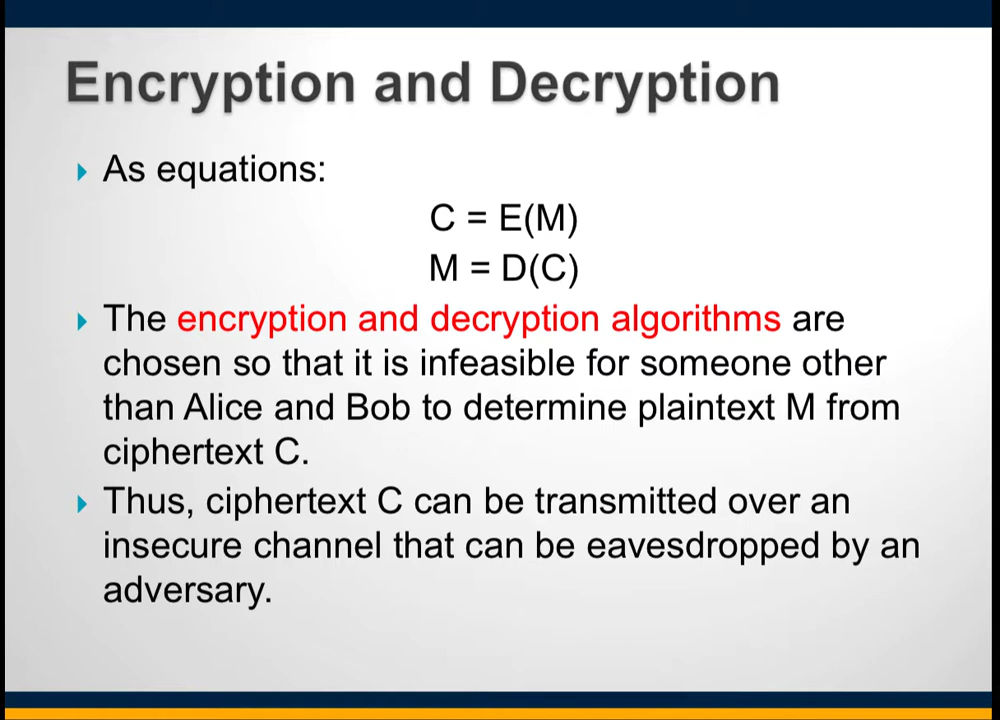 Encryption and Decryption
As equations:
C = E(M)
M = D(C)
The encryption and decryption algorithms are
chosen so that it is infeasible for someone other
than Alice and Bob to determine plaintext M from
ciphertext C.
Thus, ciphertext C can be transmitted over an
insecure channel that can be eavesdropped by an
adversary.